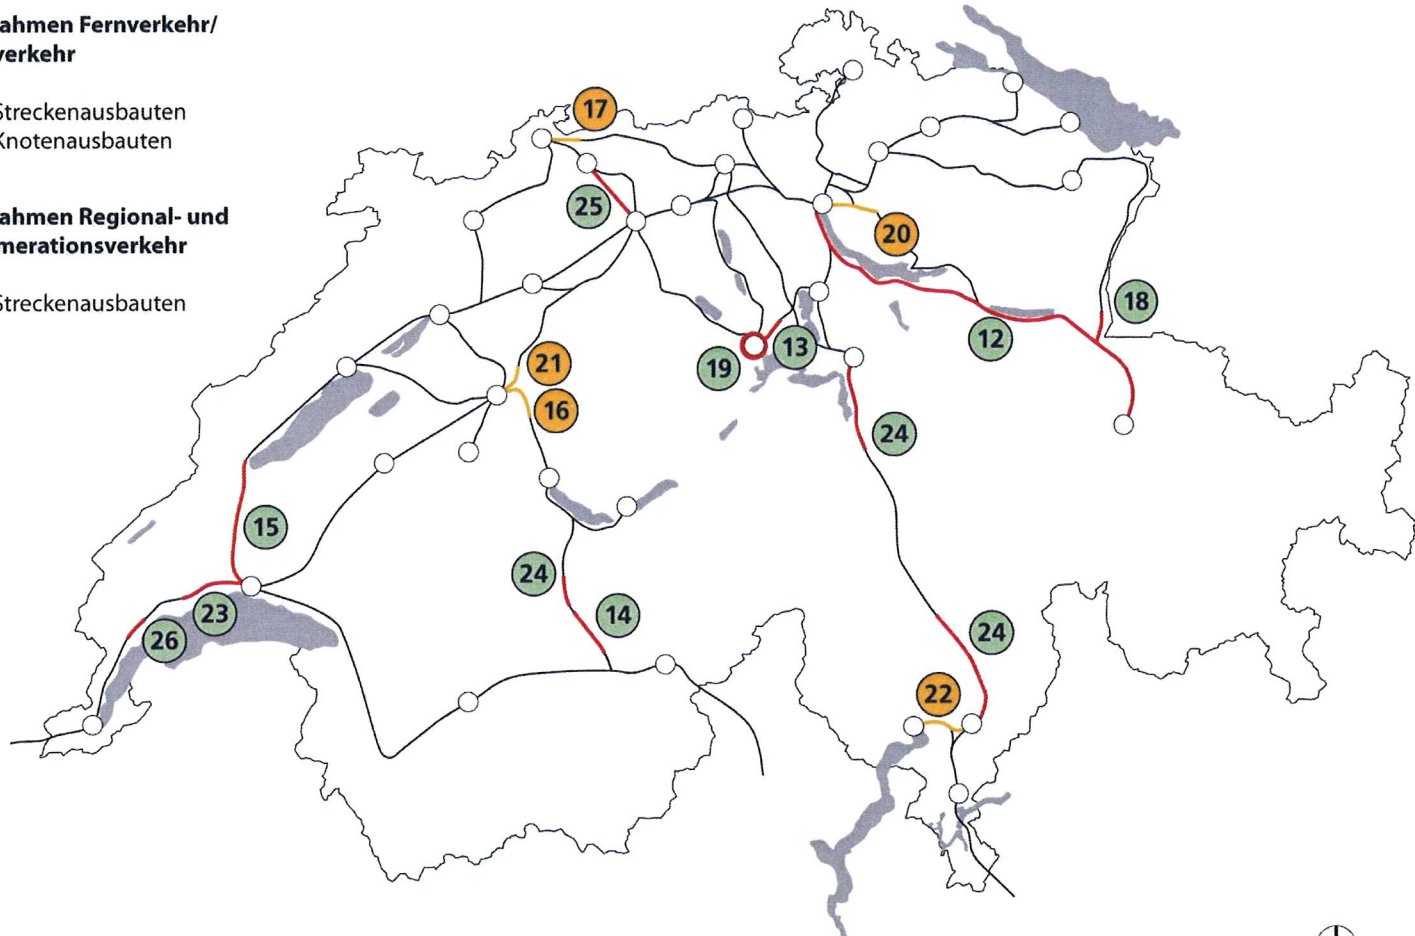 ahmen Fernverkehr/
verkehr
Streckenausbauten
Knotenausbauten
ahmen Regional- und
merationsverkehr
Streckenausbauten
17
25
20
18
12
13
19
21
16
24
15
24
14
23
26
24
22